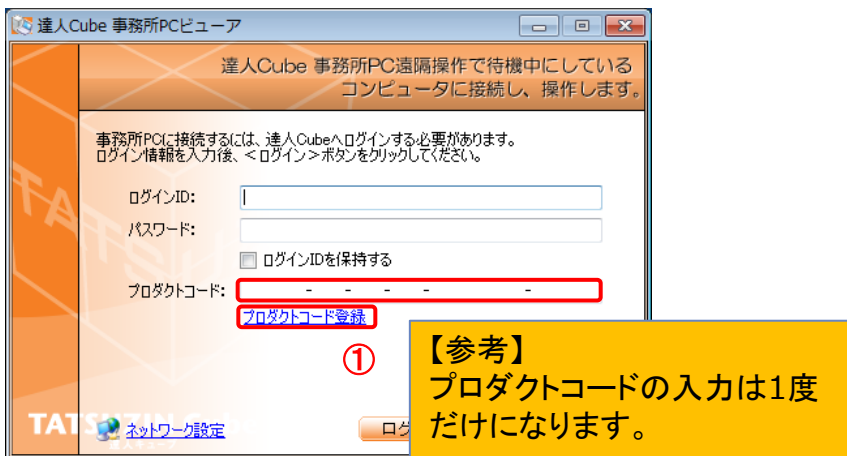 達人Cube 事務所PCビューア
達人Cube 事務所PC遠隔操作で待機中にしている
コンピュータに接続し、操作します。
事務所PCに接続するには、達人Cubeへログインする必要があります。
ログイン情報を入力後、<ログイン>ボタンをクリックしてください。
ログインID:
パスワード:
ログインIDを保持する
プロダクトコード: - - - - -
プロダクトコード登録
①
【参考】
プロダクトコードの入力は1度
だけになります。
ネットワーク設定